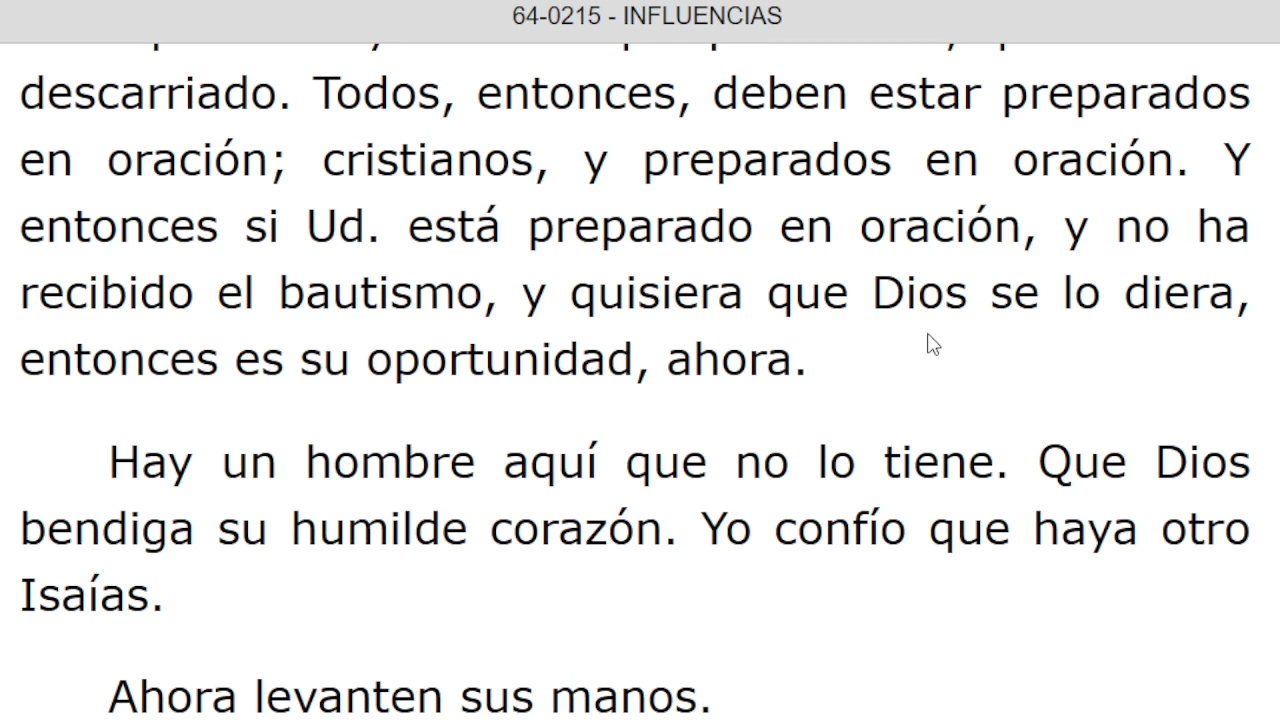 64-0215 - INFLUENCIAS
descarriado. Todos, entonces, deben estar preparados
en oración; cristianos, y preparados en oración. Y
entonces si Ud. está preparado en oración, y no ha
recibido el bautismo, y quisiera que Dios se lo diera,
entonces es su oportunidad, ahora.
Hay un hombre aquí que no lo tiene. Que Dios
bendiga su humilde corazón. Yo confío que haya otro
Isaías.
Ahora levanten sus manos.